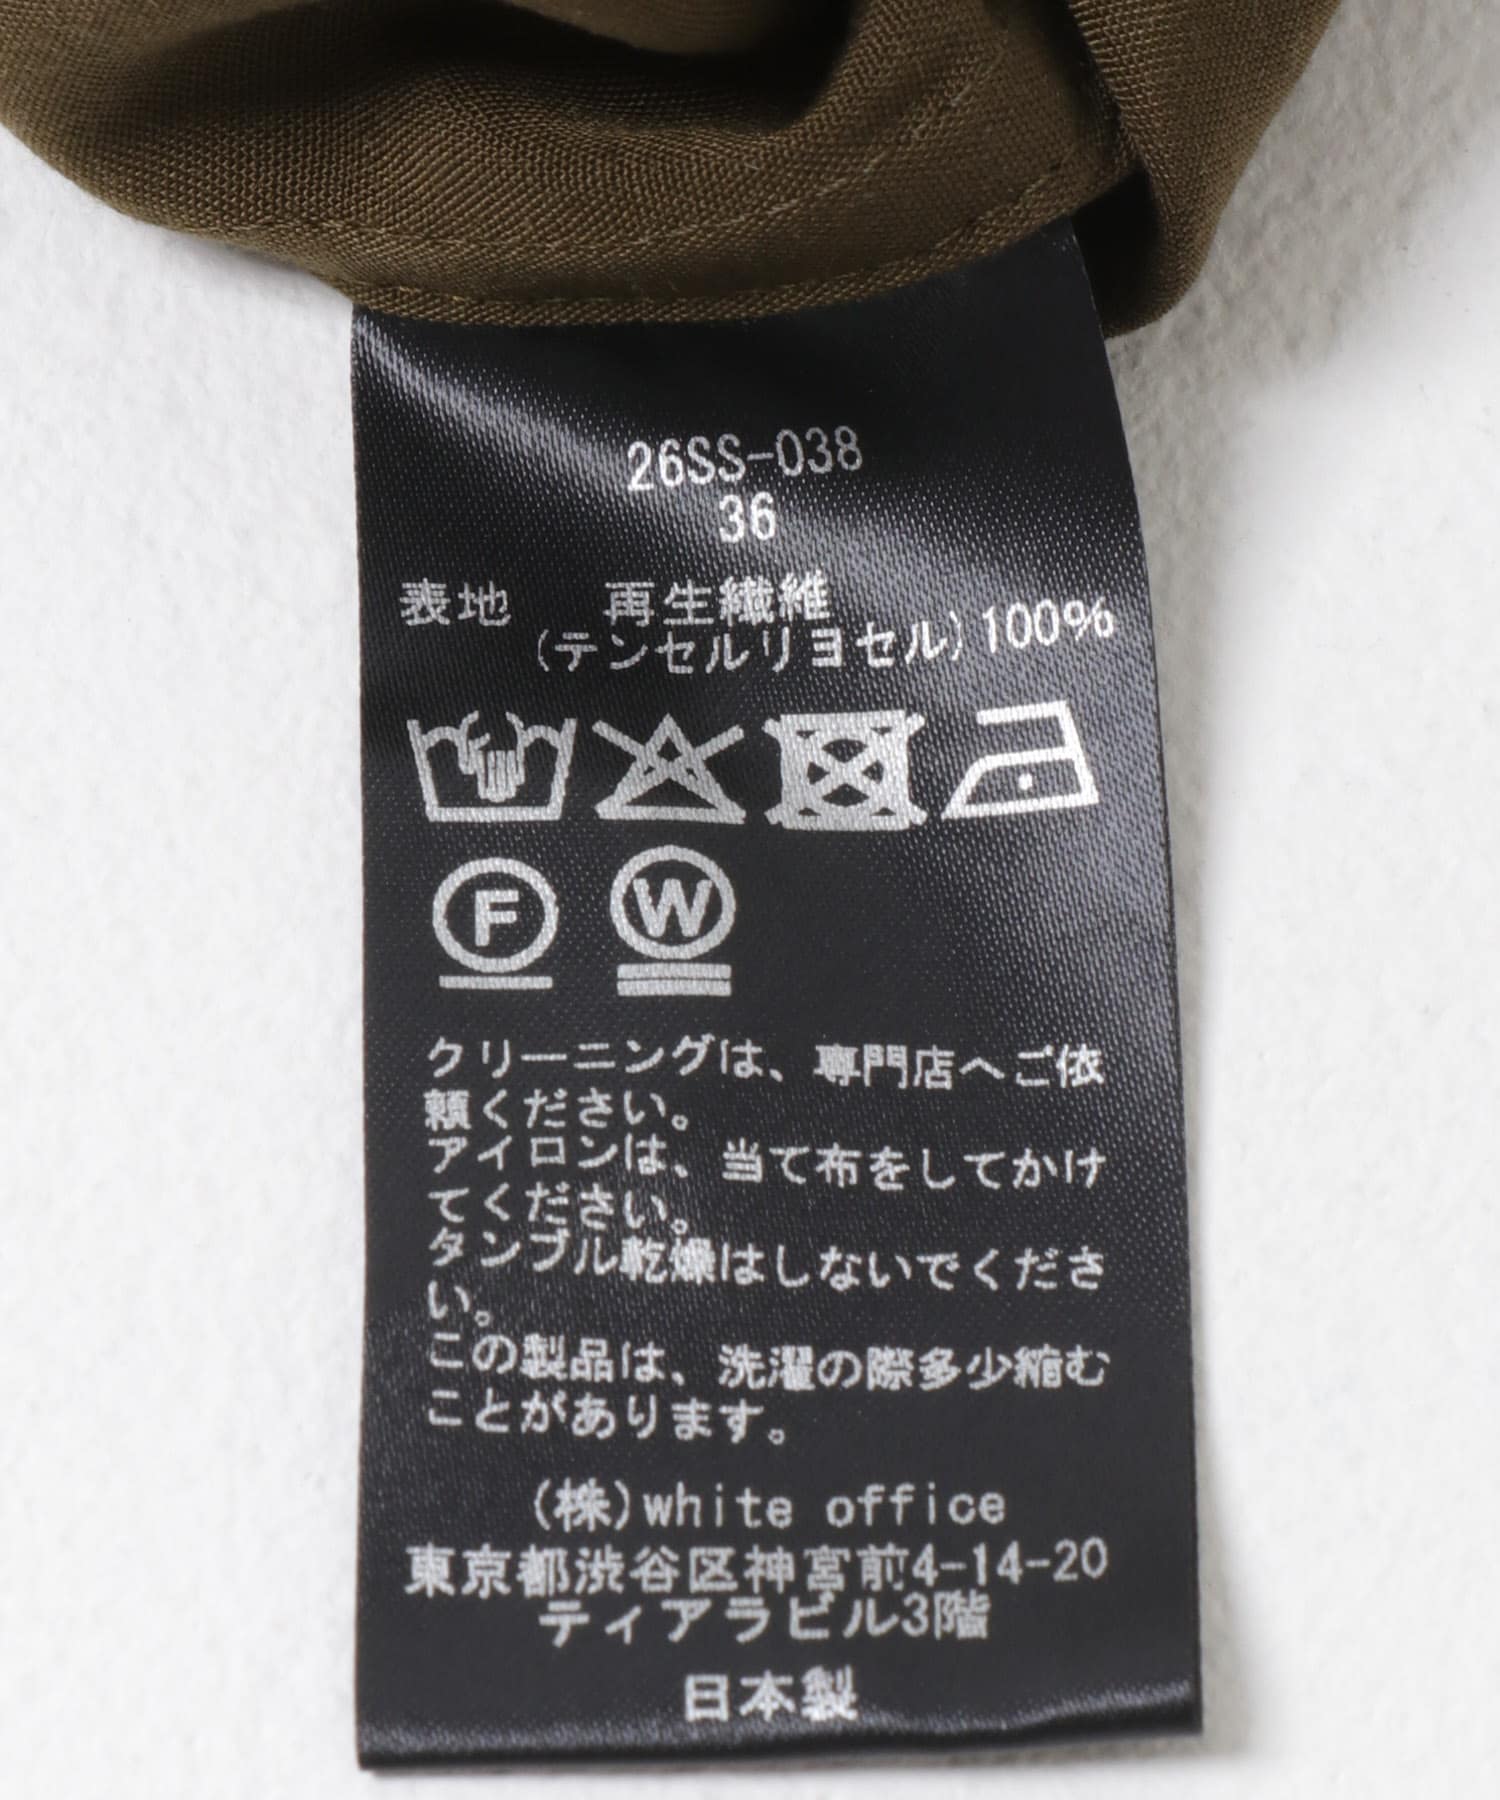 26SS-038
36
表地 再生繊維
(テンセルリヨセル) 100%
F W
クリーニングは、専門店へご依
頼ください。
アイロンは、当て布をしてかけ
てください。
タンブル乾燥はしないでくださ
い。
この製品は、洗濯の際多少縮む
ことがあります。
(株)white office
東京都渋谷区神宮前4-14-20
ティアラビル3階
日本製